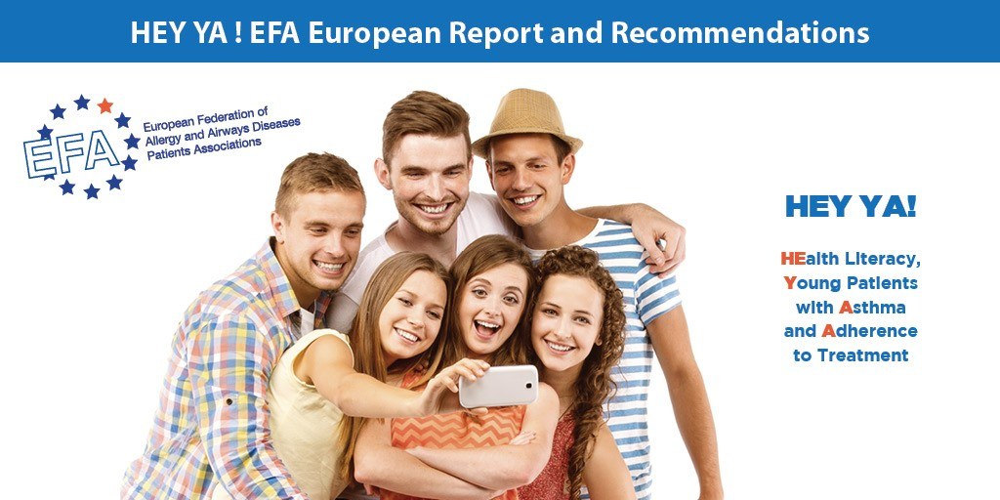 HEY YA ! EFA European Report and Recommendations
EFA
European Federation of
Allergy and Airways Diseases
Patients Associations
HEY YA!
HEalth Literacy,
Young Patients
with Asthma
and Adherence
to Treatment